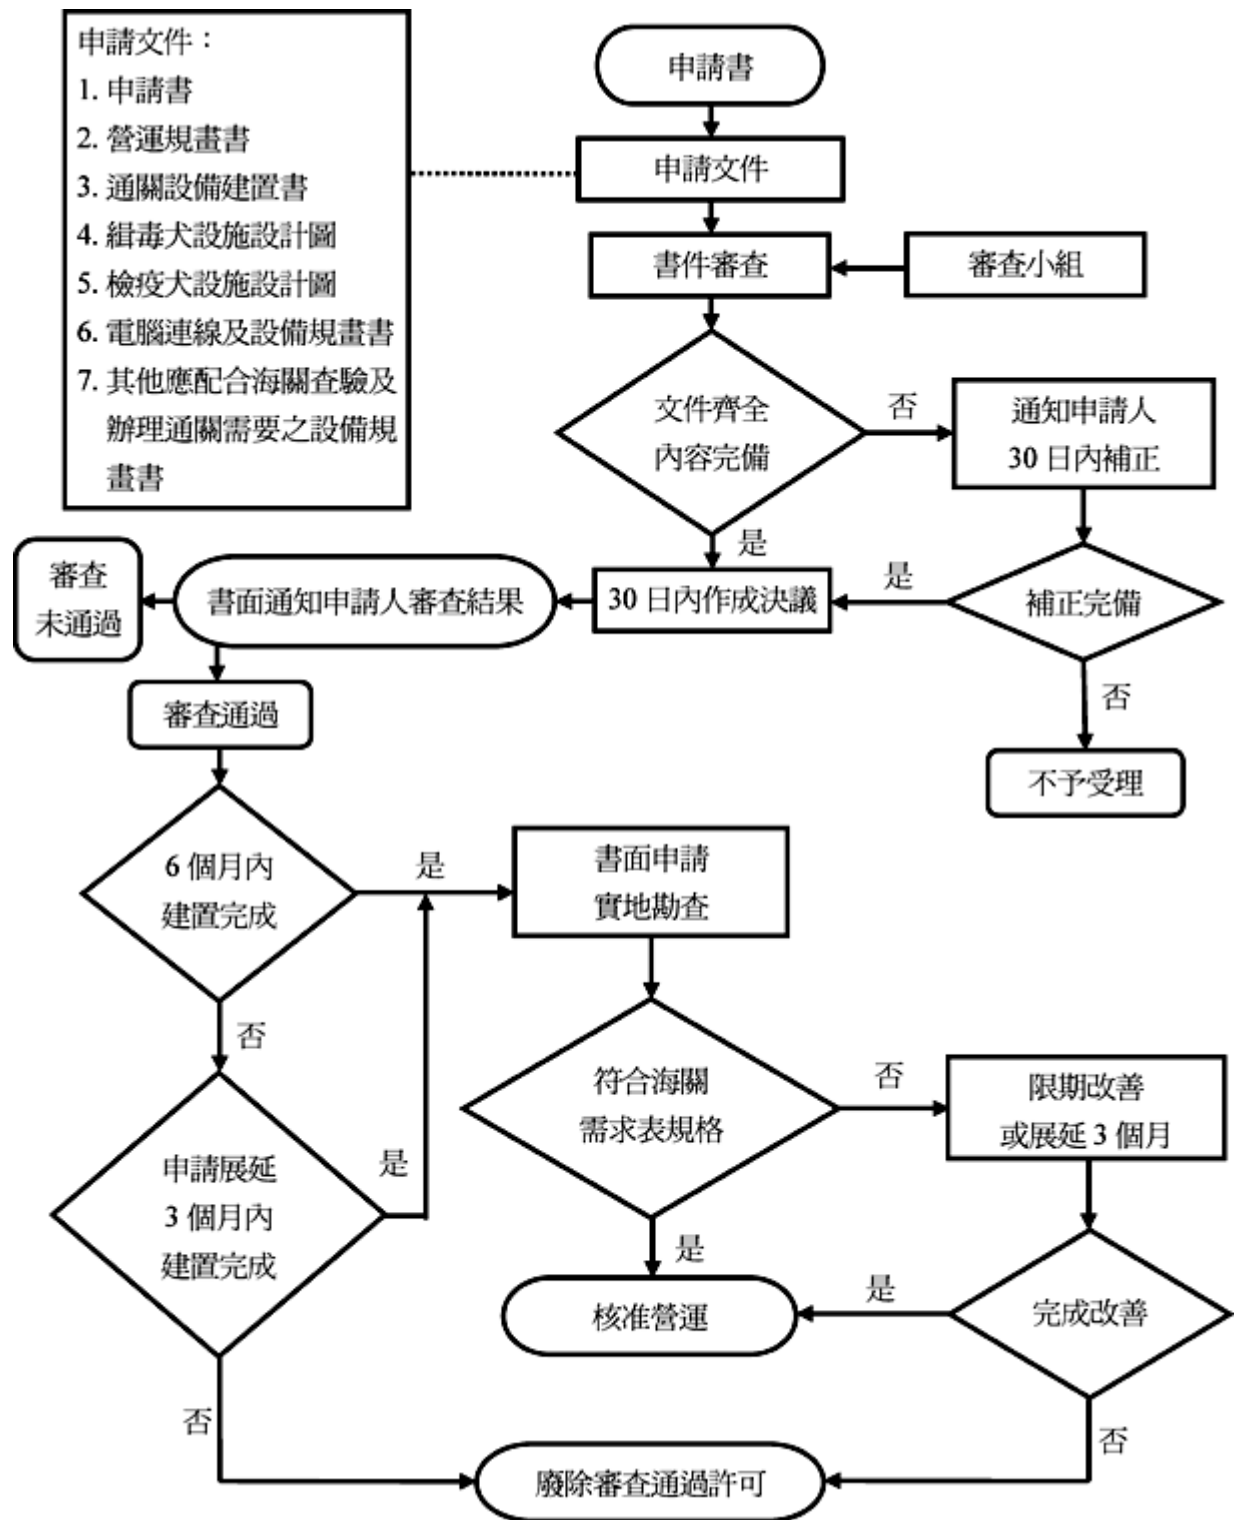 申請文件：
1. 申請書
2. 營運規畫書
3. 通關設備建置書
4. 緝毒犬設施設計圖
5. 檢疫犬設施設計圖
6. 電腦連線及設備規畫書
7. 其他應配合海關查驗及
辦理通關需要之設備規
畫書
申請書
申請文件
書件審查
審查小組
文件齊全
內容完備
否
通知申請人
30 日內補正
是
30 日內作成決議
是
補正完備
否
不予受理
書面通知申請人審查結果
審查
未通過
審查通過
6 個月內
建置完成
是
書面申請
實地勘查
否
申請展延
3 個月內
建置完成
是
符合海關
需求表規格
否
限期改善
或展延 3 個月
是
核准營運
是
完成改善
否
否
廢除審查通過許可